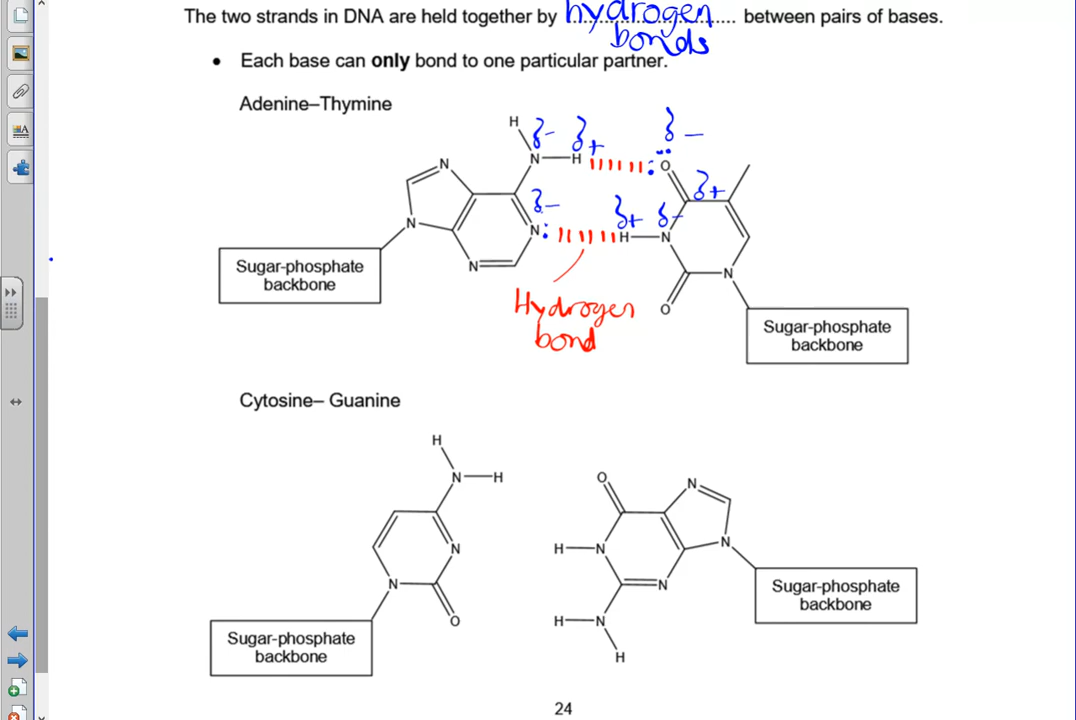 The two strands in DNA are held together by hydrogen bonds between pairs of bases.
• Each base can only bond to one particular partner.
Adenine–Thymine
H
δ- δ+ δ-
N N H O
δ- δ+
δ+ δ-
N N H N
N N
Sugar-phosphate
backbone
Hydrogen
bond
O
Sugar-phosphate
backbone
Cytosine– Guanine
H
N H O N
N H N N
N N
H N
O
H
Sugar-phosphate
backbone
Sugar-phosphate
backbone
24